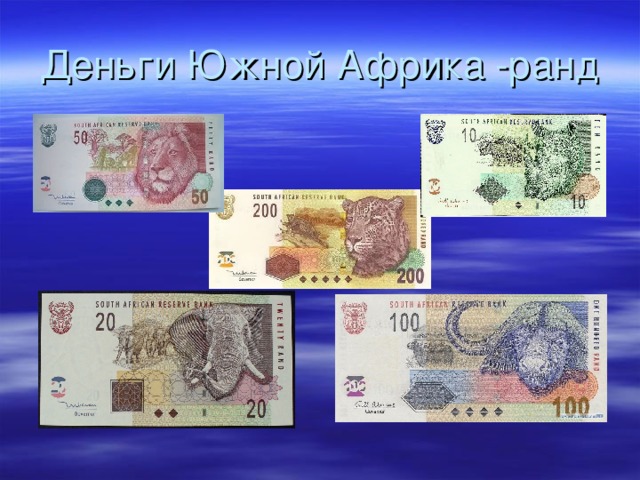 Деньги Южной Африка -ранд
SOUTH AFRICAN RESERVE BANK
50
FIFTY RAND
50
SOUTH AFRICAN RESERVE BANK
10
TEN RAND
10
SOUTH AFRICAN RESERVE BANK
200
200
SOUTH AFRICAN RESERVE BANK
20
TWENTY RAND
20
SOUTH AFRICAN RESERVE BANK
100
ONE HUNDRED RAND
100